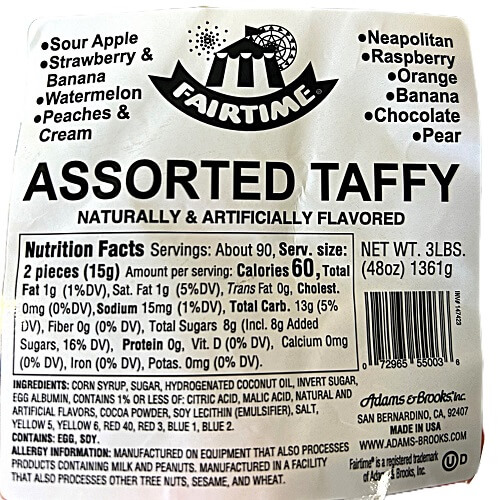 •Sour Apple
•Strawberry &
Banana
•Watermelon
•Peaches &
Cream
FAIRTIME®
•Neapolitan
•Raspberry
•Orange
•Banana
•Chocolate
•Pear
ASSORTED TAFFY
NATURALLY & ARTIFICIALLY FLAVORED
Nutrition Facts Servings: About 90, Serv. size:
2 pieces (15g) Amount per serving: Calories 60, Total
Fat 1g (1%DV), Sat. Fat 1g (5%DV), Trans Fat 0g, Cholest.
0mg (0%DV), Sodium 15mg (1%DV), Total Carb. 13g (5%
DV), Fiber 0g (0% DV), Total Sugars 8g (Incl. 8g Added
Sugars, 16% DV), Protein 0g, Vit. D (0% DV), Calcium 0mg
(0% DV), Iron (0% DV), Potas. 0mg (0% DV).
NET WT. 3LBS.
(48oz) 1361g
INV# 147423
0 72965 55003 6
INGREDIENTS: CORN SYRUP, SUGAR, HYDROGENATED COCONUT OIL, INVERT SUGAR,
EGG ALBUMIN, CONTAINS 1% OR LESS OF: CITRIC ACID, MALIC ACID, NATURAL AND
ARTIFICIAL FLAVORS, COCOA POWDER, SOY LECITHIN (EMULSIFIER), SALT,
YELLOW 5, YELLOW 6, RED 40, RED 3, BLUE 1, BLUE 2.
CONTAINS: EGG, SOY.
ALLERGY INFORMATION: MANUFACTURED ON EQUIPMENT THAT ALSO PROCESSES
PRODUCTS CONTAINING MILK AND PEANUTS. MANUFACTURED IN A FACILITY
THAT ALSO PROCESSES OTHER TREE NUTS, SESAME, AND WHEAT.
Adams & Brooks, Inc.
SAN BERNARDINO, CA, 92407
MADE IN USA
WWW.ADAMS-BROOKS.COM
Fairtime® is a registered trademark
of Adams & Brooks, Inc.
U D